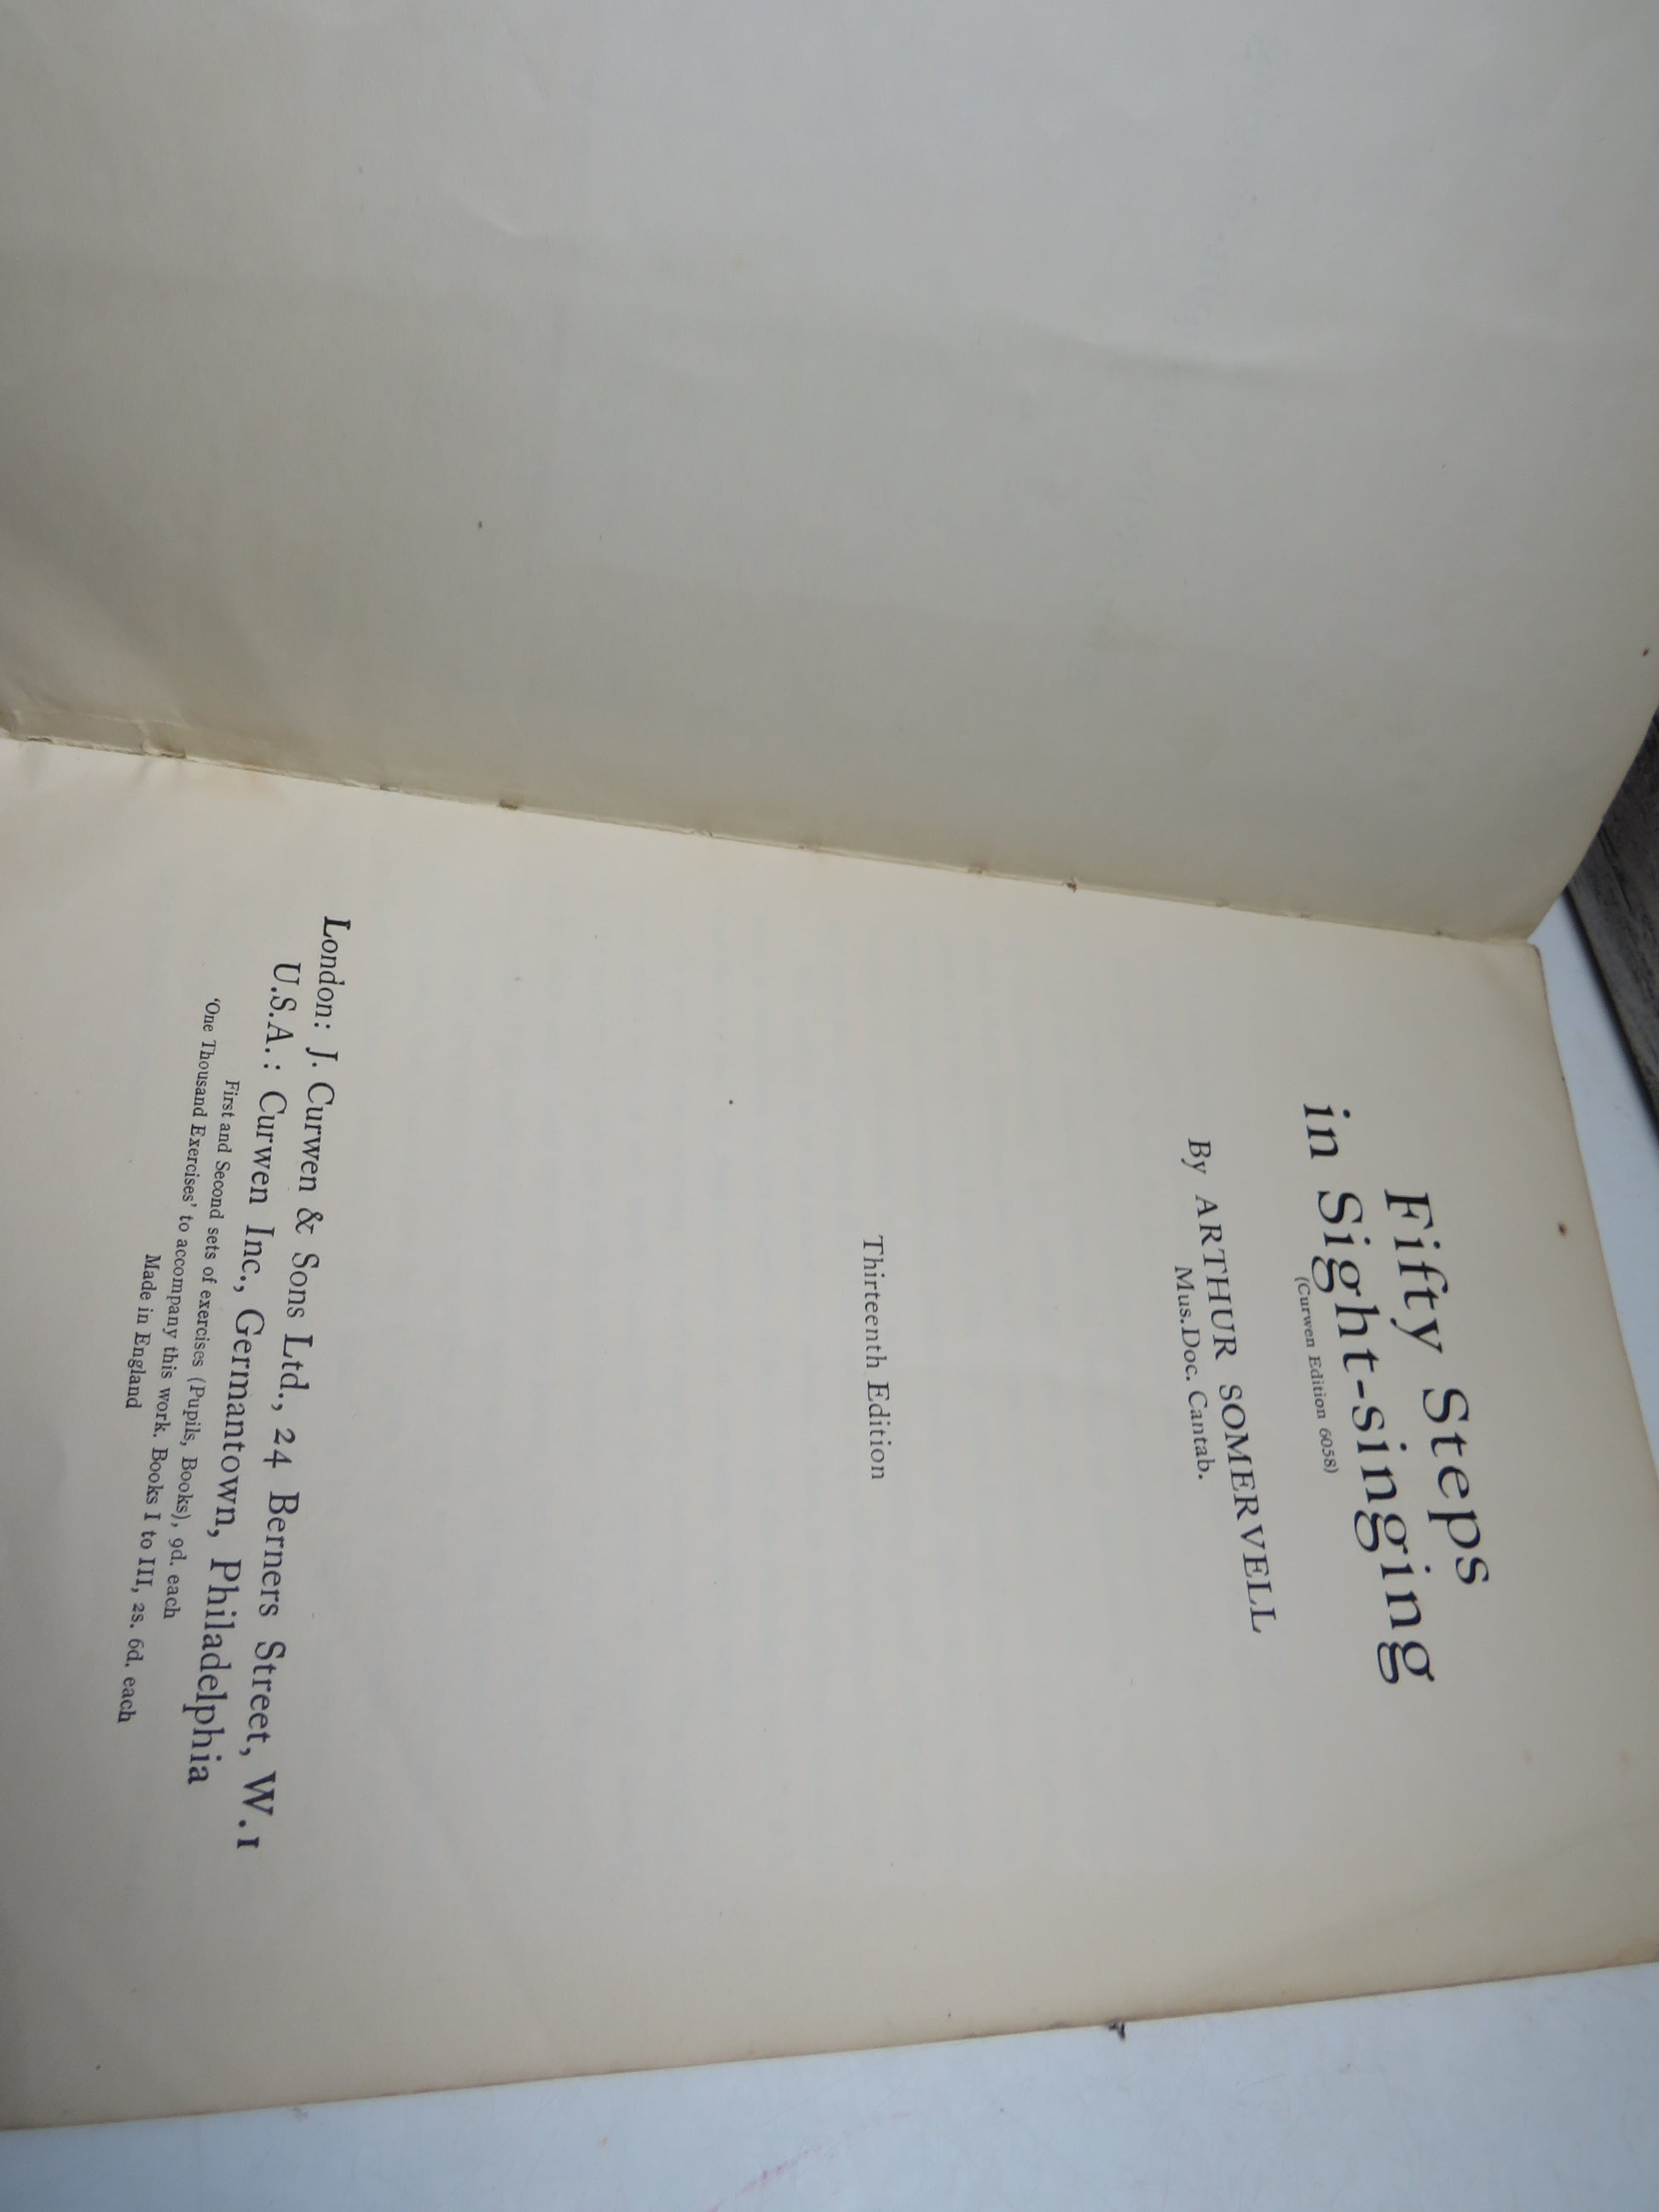 Fifty Steps
in Sight-singing
(Curwen Edition 6058)
By ARTHUR SOMERVELL
Mus.Doc. Cantab.
Thirteenth Edition
London: J. Curwen & Sons Ltd., 24 Berners Street, W.1
U.S.A.: Curwen Inc., Germantown, Philadelphia
First and Second sets of exercises (Pupils, Books), 9d. each
'One Thousand Exercises' to accompany this work. Books I to III, 2s. 6d. each
Made in England